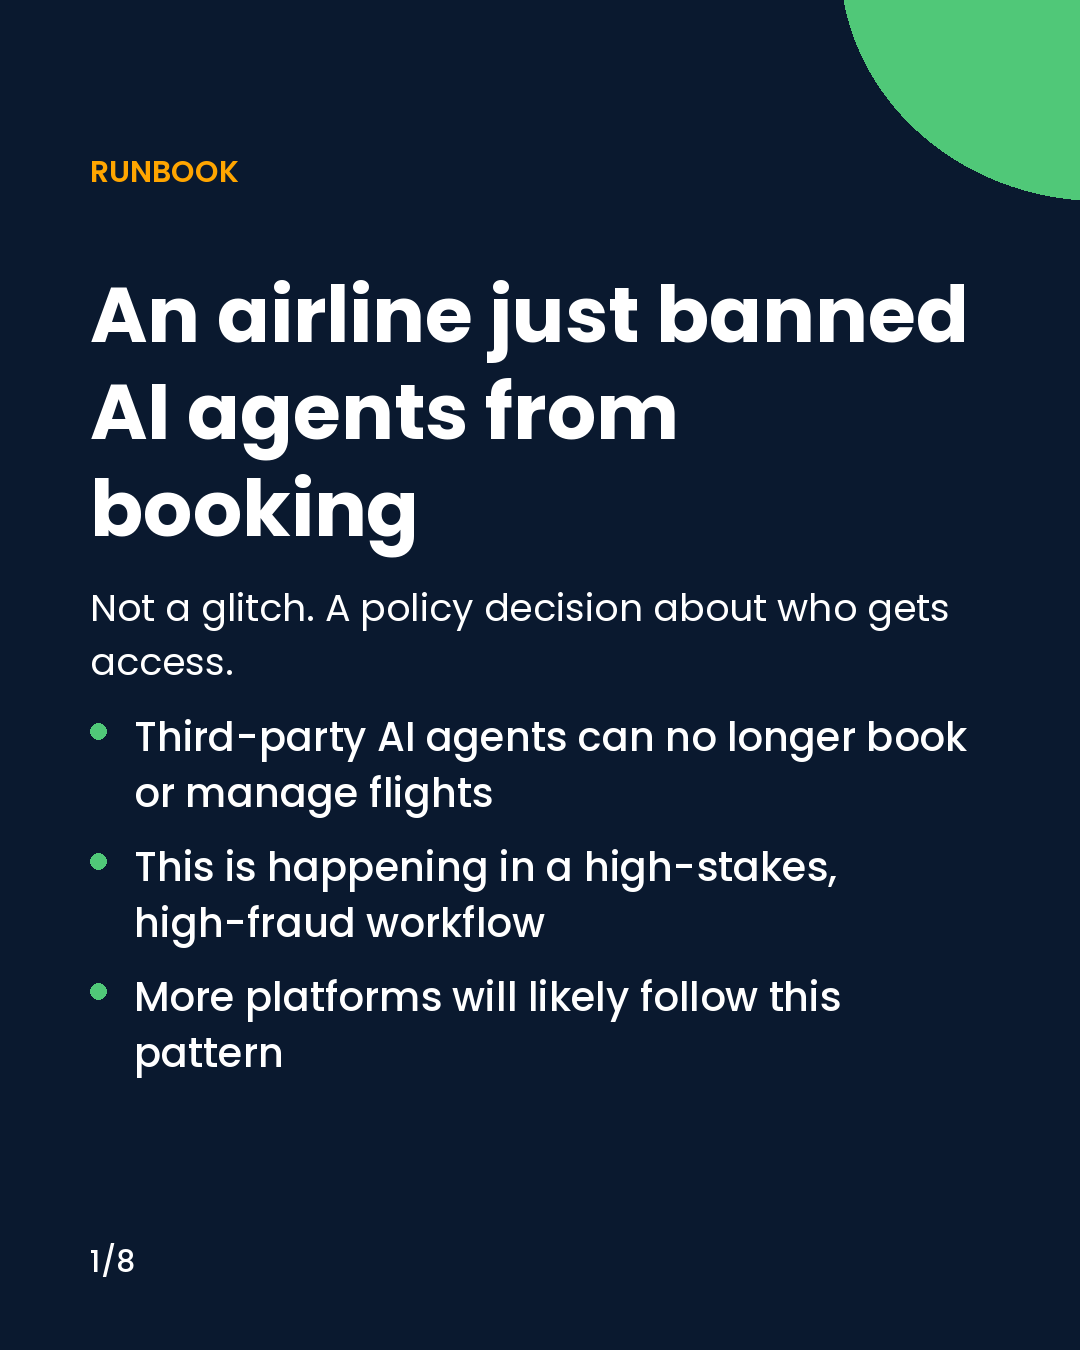 RUNBOOK
An airline just banned
AI agents from
booking
Not a glitch. A policy decision about who gets
access.
Third-party AI agents can no longer book
or manage flights
This is happening in a high-stakes,
high-fraud workflow
More platforms will likely follow this
pattern
1/8